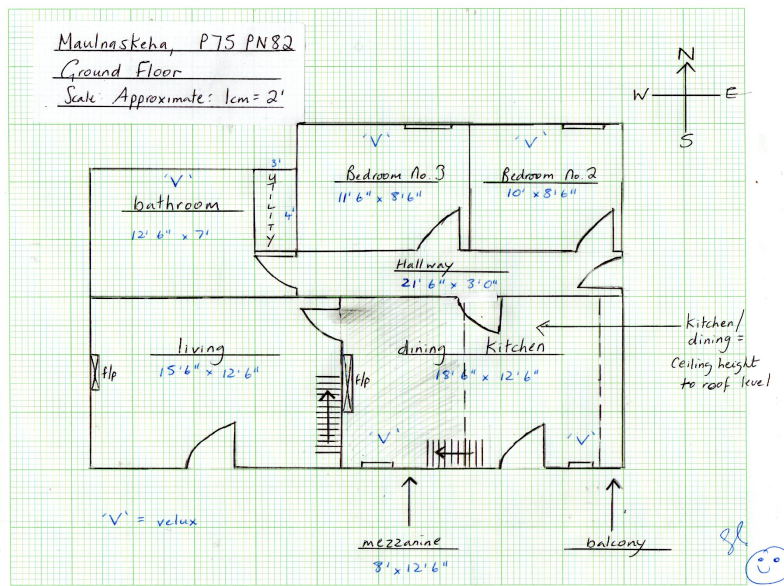 Maulnaskeha, P75 PN82
Ground Floor
Scale: Approximate: 1cm = 2'
N
W E
S
'V'
'V'
'V'
3'
Bedroom No. 3
11' 6" x 8' 6"
Bedroom No. 2
10' x 8' 6"
bathroom
12' 6" x 7'
UTILITY
4'
Hallway
21' 6" x 3' 0"
living
15' 6" x 12' 6"
f/p
f/p
dining Kitchen
18' 6" x 12' 6"
Kitchen/
dining =
Ceiling height
to roof level
'V'
'V'
'V' = velux
mezzanine
8' x 12' 6"
balcony